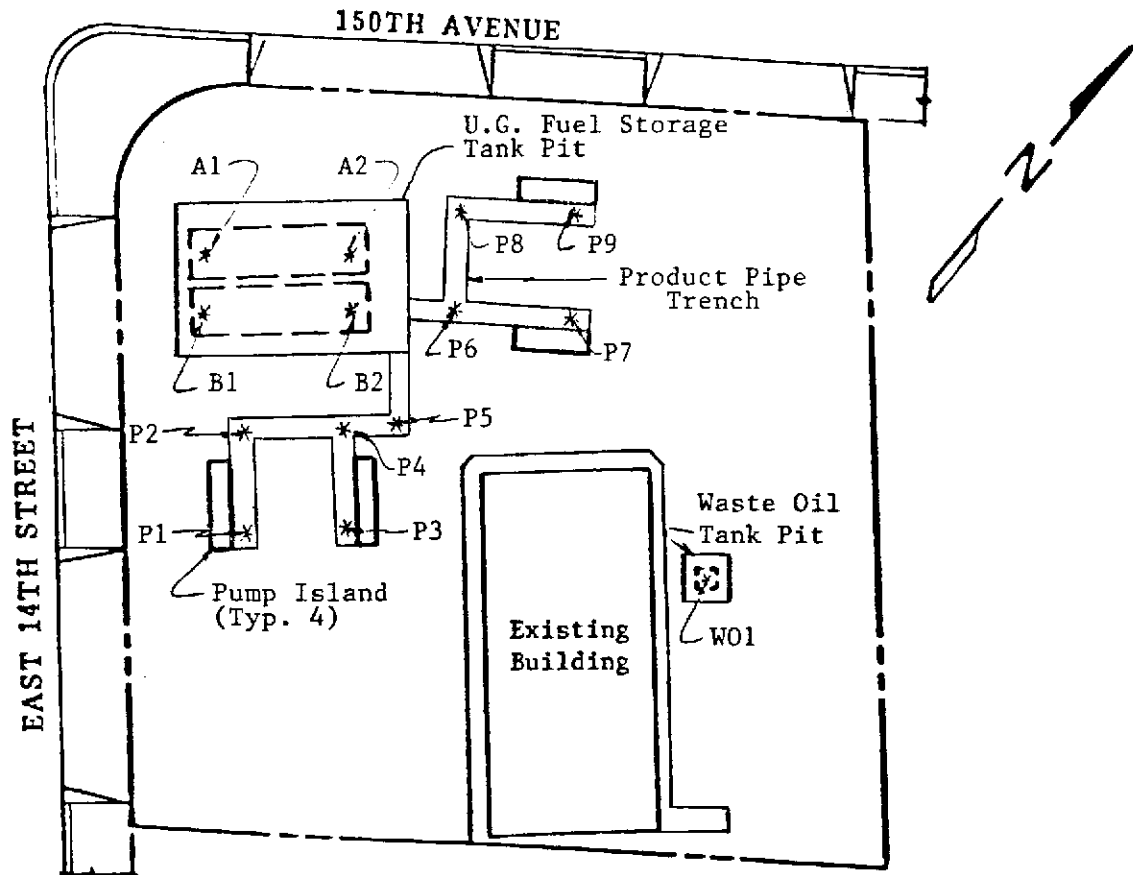 150TH AVENUE
U.G. Fuel Storage
Tank Pit
A1
A2
N
P8
P9
Product Pipe
Trench
P6
P7
B1
B2
P5
P2
P4
EAST 14TH STREET
Waste Oil
Tank Pit
P1
P3
Pump Island
(Typ. 4)
Existing
Building
WO1